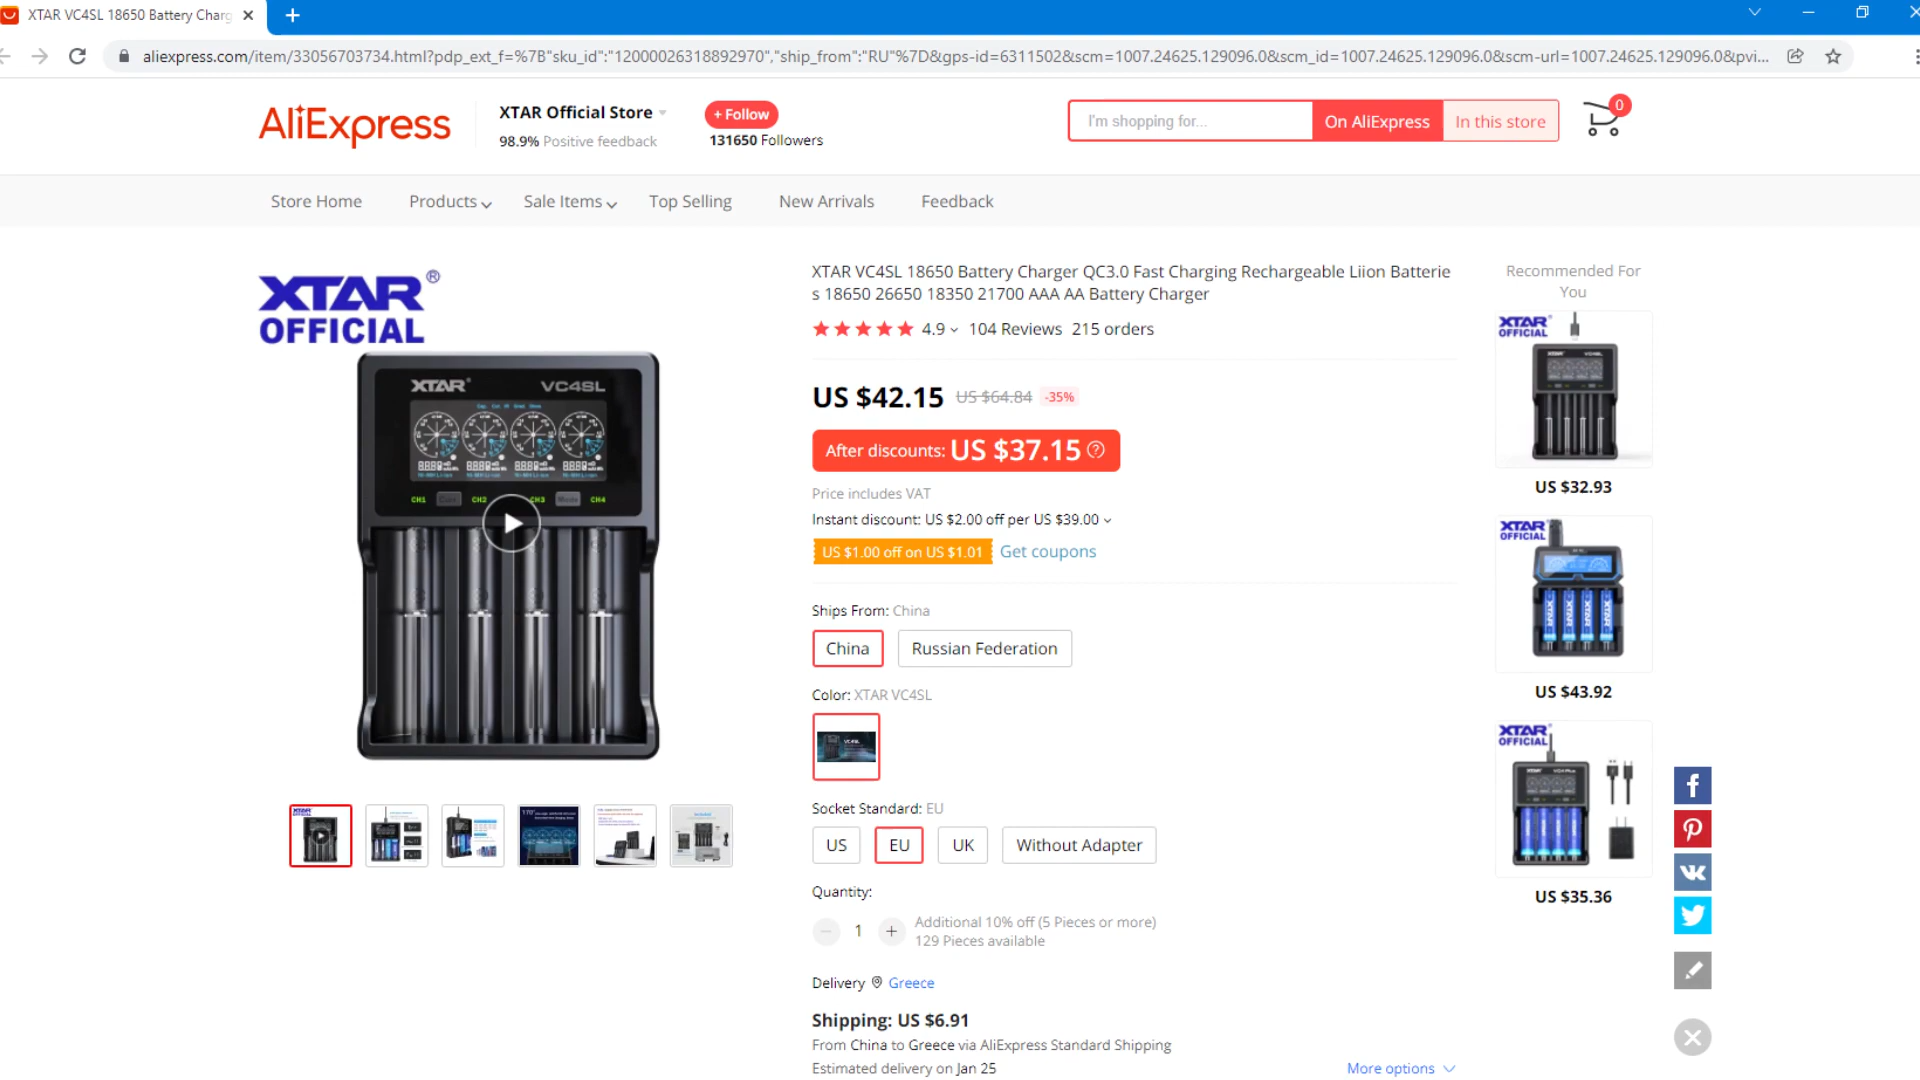 XTAR VC4SL 18650 Battery Charg
aliexpress.com/item/33056703734.html?pdp_ext_f=%7B"sku_id":"12000026318892970","ship_from":"RU"%7D&gps-id=6311502&scm=1007.24625.129096.0&scm_id=1007.24625.129096.0&scm-url=1007.24625.129096.0&pvi...
AliExpress
XTAR Official Store
98.9% Positive feedback
+ Follow
131650 Followers
I'm shopping for...
On AliExpress
In this store
0
Store Home
Products
Sale Items
Top Selling
New Arrivals
Feedback
XTAR®
OFFICIAL
XTAR®
VC4SL
CH1
CH2
CH3
Mode
CH4
XTAR VC4SL 18650 Battery Charger QC3.0 Fast Charging Rechargeable Liion Batterie
s 18650 26650 18350 21700 AAA AA Battery Charger
4.9 104 Reviews 215 orders
US $42.15 US $64.84 -35%
After discounts: US $37.15
Price includes VAT
Instant discount: US $2.00 off per US $39.00
US $1.00 off on US $1.01 Get coupons
Ships From: China
China
Russian Federation
Color: XTAR VC4SL
VC4SL
Socket Standard: EU
US
EU
UK
Without Adapter
Quantity:
1
Additional 10% off (5 Pieces or more)
129 Pieces available
Delivery Greece
Shipping: US $6.91
From China to Greece via AliExpress Standard Shipping
Estimated delivery on Jan 25
More options
Recommended For
You
XTAR
OFFICIAL
US $32.93
XTAR
OFFICIAL
US $43.92
XTAR
OFFICIAL
US $35.36